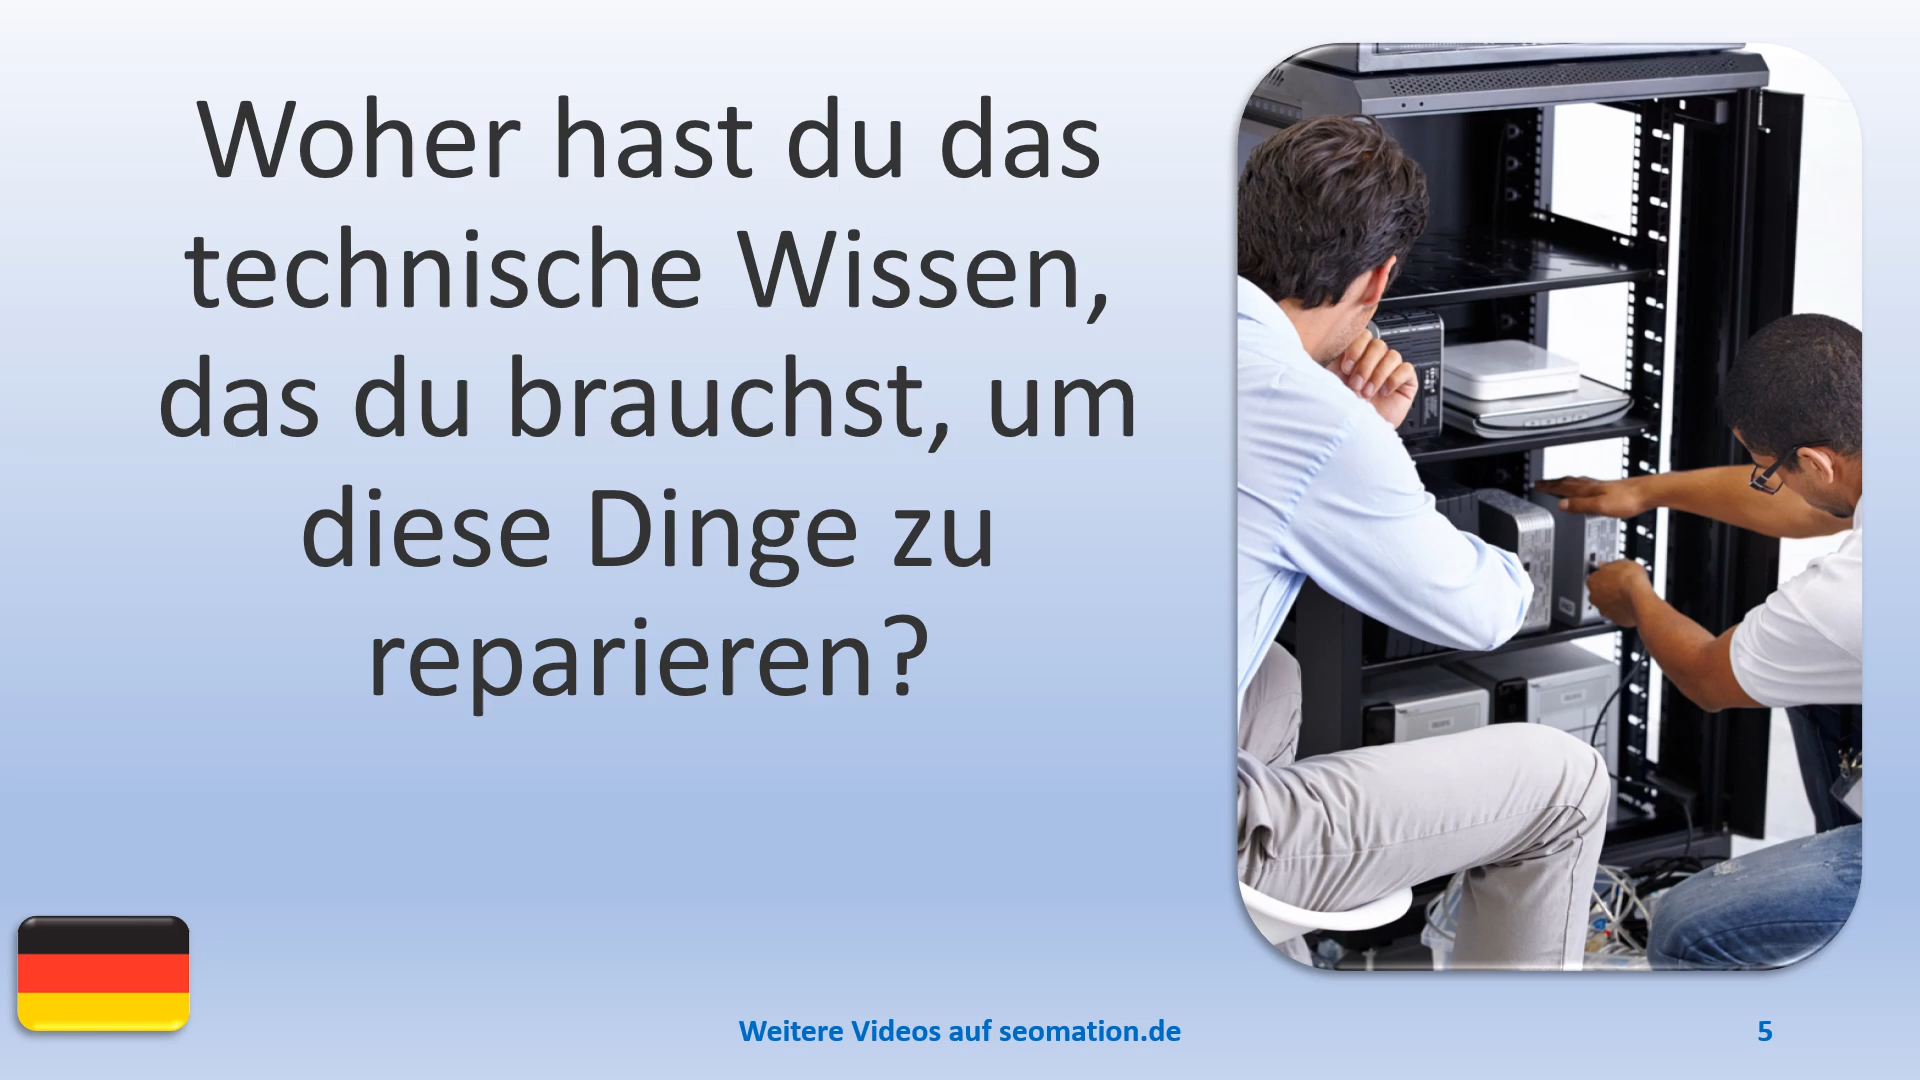 Woher hast du das
technische Wissen,
das du brauchst, um
diese Dinge zu
reparieren?
Weitere Videos auf seomation.de
5